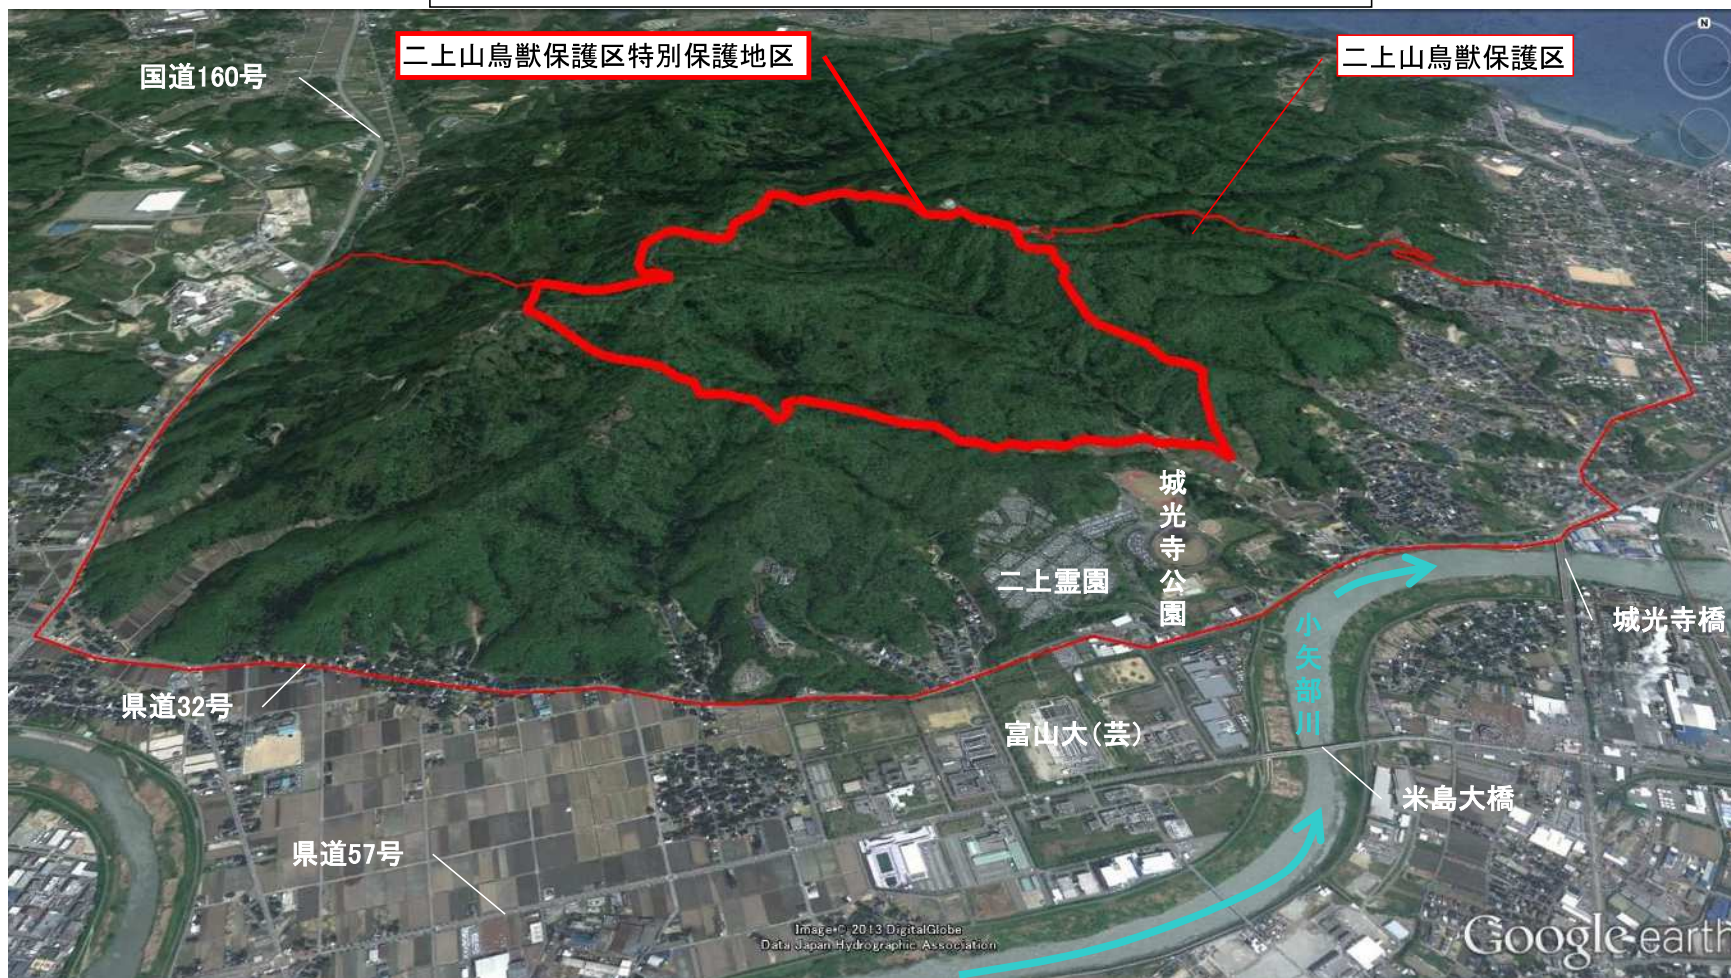 二上山鳥獣保護区特別保護地区
二上山鳥獣保護区
N
国道160号
城光寺公園
二上霊園
小矢部川
城光寺橋
県道32号
富山大(芸)
米島大橋
県道57号
Image © 2013 DigitalGlobe
Data Japan Hydrographic Association
Google earth